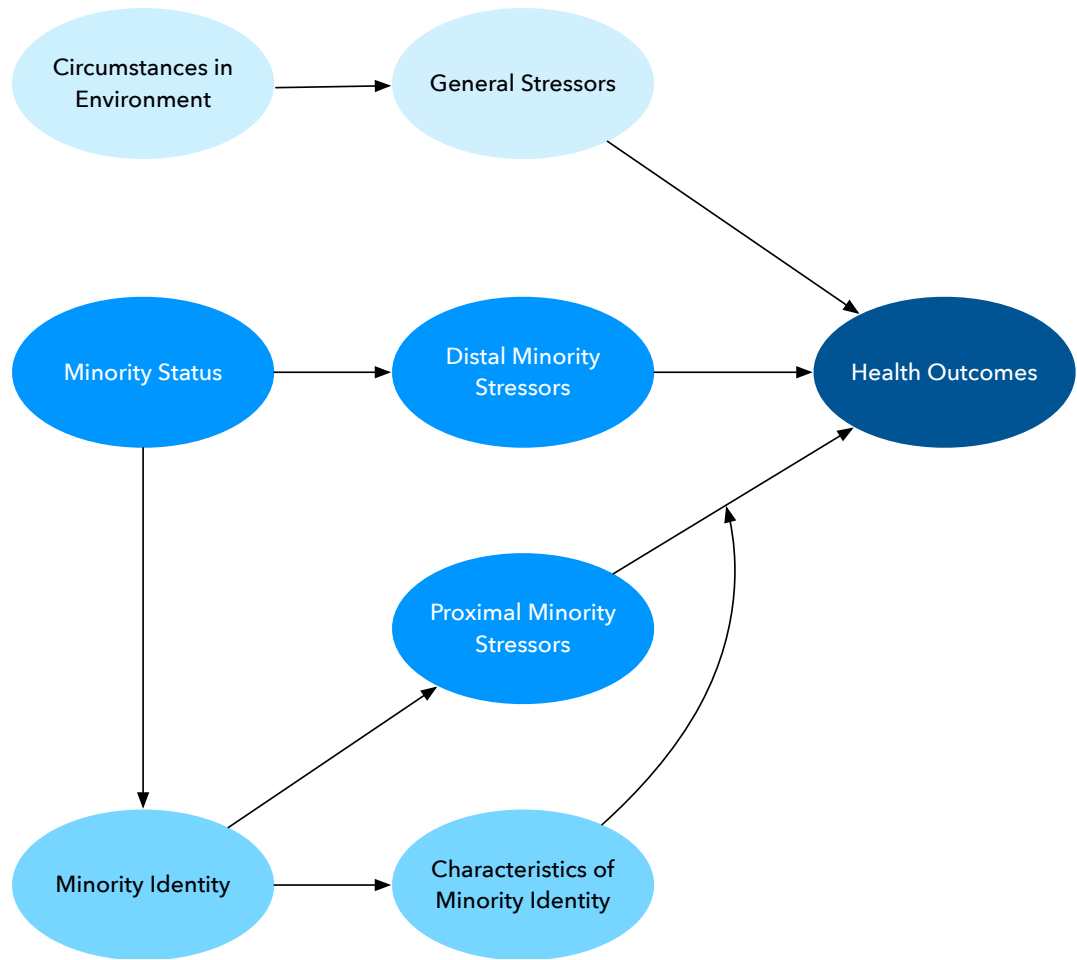 Circumstances in
Environment
General Stressors
Minority Status
Distal Minority
Stressors
Health Outcomes
Proximal Minority
Stressors
Minority Identity
Characteristics of
Minority Identity